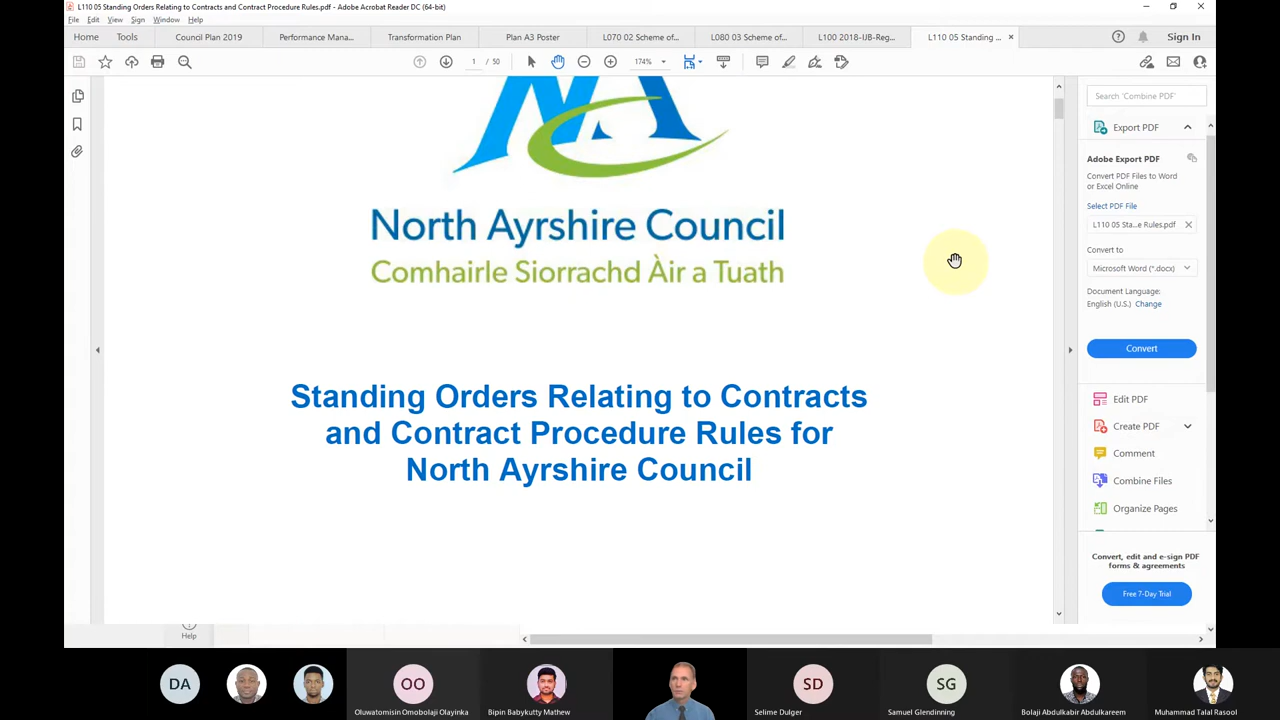 L110 05 Standing Orders Relating to Contracts and Contract Procedure Rules.pdf - Adobe Acrobat Reader DC (64-bit)
File Edit View Sign Window Help
Home Tools Council Plan 2019 Performance Mana... Transformation Plan Plan A3 Poster L070 02 Scheme of... L080 03 Scheme of... L100 2018-IJB-Reg... L110 05 Standing ... × Sign In
1 / 50 174%
North Ayrshire Council
Comhairle Siorrachd Àir a Tuath
Standing Orders Relating to Contracts
and Contract Procedure Rules for
North Ayrshire Council
Search 'Combine PDF'
Export PDF
Adobe Export PDF
Convert PDF Files to Word
or Excel Online
Select PDF File
L110 05 Sta...e Rules.pdf
Convert to
Microsoft Word (*.docx)
Document Language:
English (U.S.) Change
Convert
Edit PDF
Create PDF
Comment
Combine Files
Organize Pages
Convert, edit and e-sign PDF
forms & agreements
Free 7-Day Trial
Help
DA OO SD SG
Oluwatomisin Omobolaji Olayinka Bipin Babykutty Mathew Selime Dulger Samuel Glendinning Bolaji Abdulkabir Abdulkareem Muhammad Talal Rasool